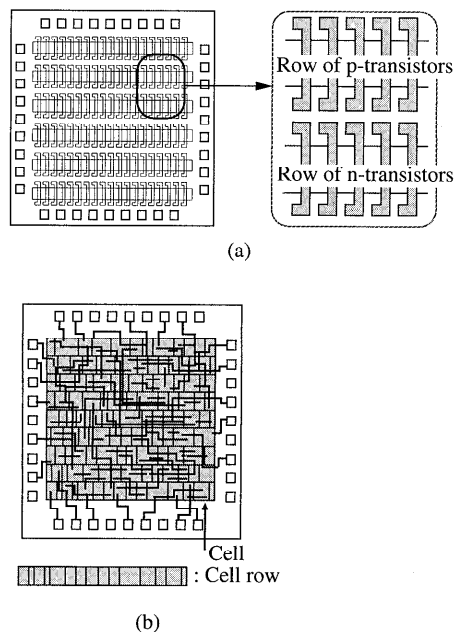 Row of p-transistors
Row of n-transistors
(a)
Cell
: Cell row
(b)